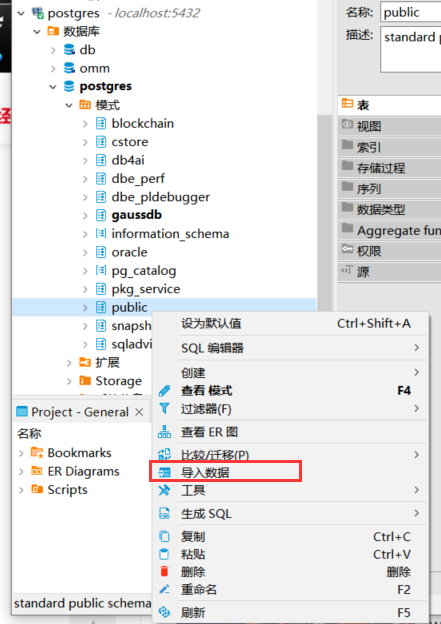 postgres - localhost:5432
数据库
db
omm
postgres
模式
blockchain
cstore
db4ai
dbe_perf
dbe_pldebugger
gaussdb
information_schema
oracle
pg_catalog
pkg_service
public
snapsh
sqladvi
扩展
Storage
Project - General
名称
Bookmarks
ER Diagrams
Scripts
standard public schema
名称:
public
描述:
standard p
表
视图
索引
存储过程
序列
数据类型
Aggregate fun
权限
源
设为默认值 Ctrl+Shift+A
SQL 编辑器
创建
查看 模式 F4
过滤器(F)
查看 ER 图
比较/迁移(P)
导入数据
工具
生成 SQL
复制 Ctrl+C
粘贴 Ctrl+V
删除 删除
重命名 F2
刷新 F5